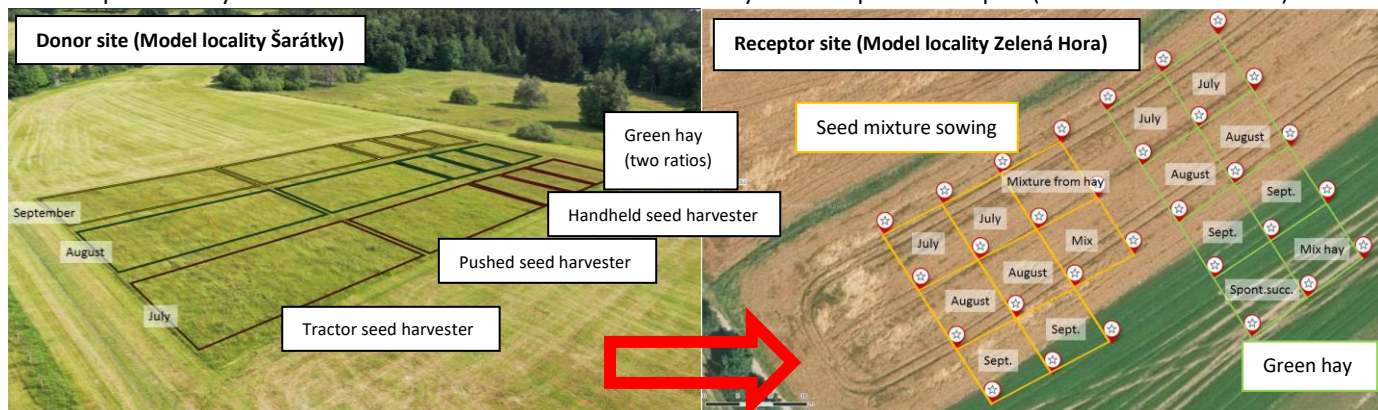 Donor site (Model locality Šarátky)
Green hay
(two ratios)
Handheld seed harvester
Pushed seed harvester
Tractor seed harvester
September
August
July
Receptor site (Model locality Zelená Hora)
Seed mixture sowing
Mixture from hay
July
July
Mix
August
August
Sept.
Sept.
July
July
August
August
Sept.
Sept.
Mix hay
Spont.succ.
Green hay